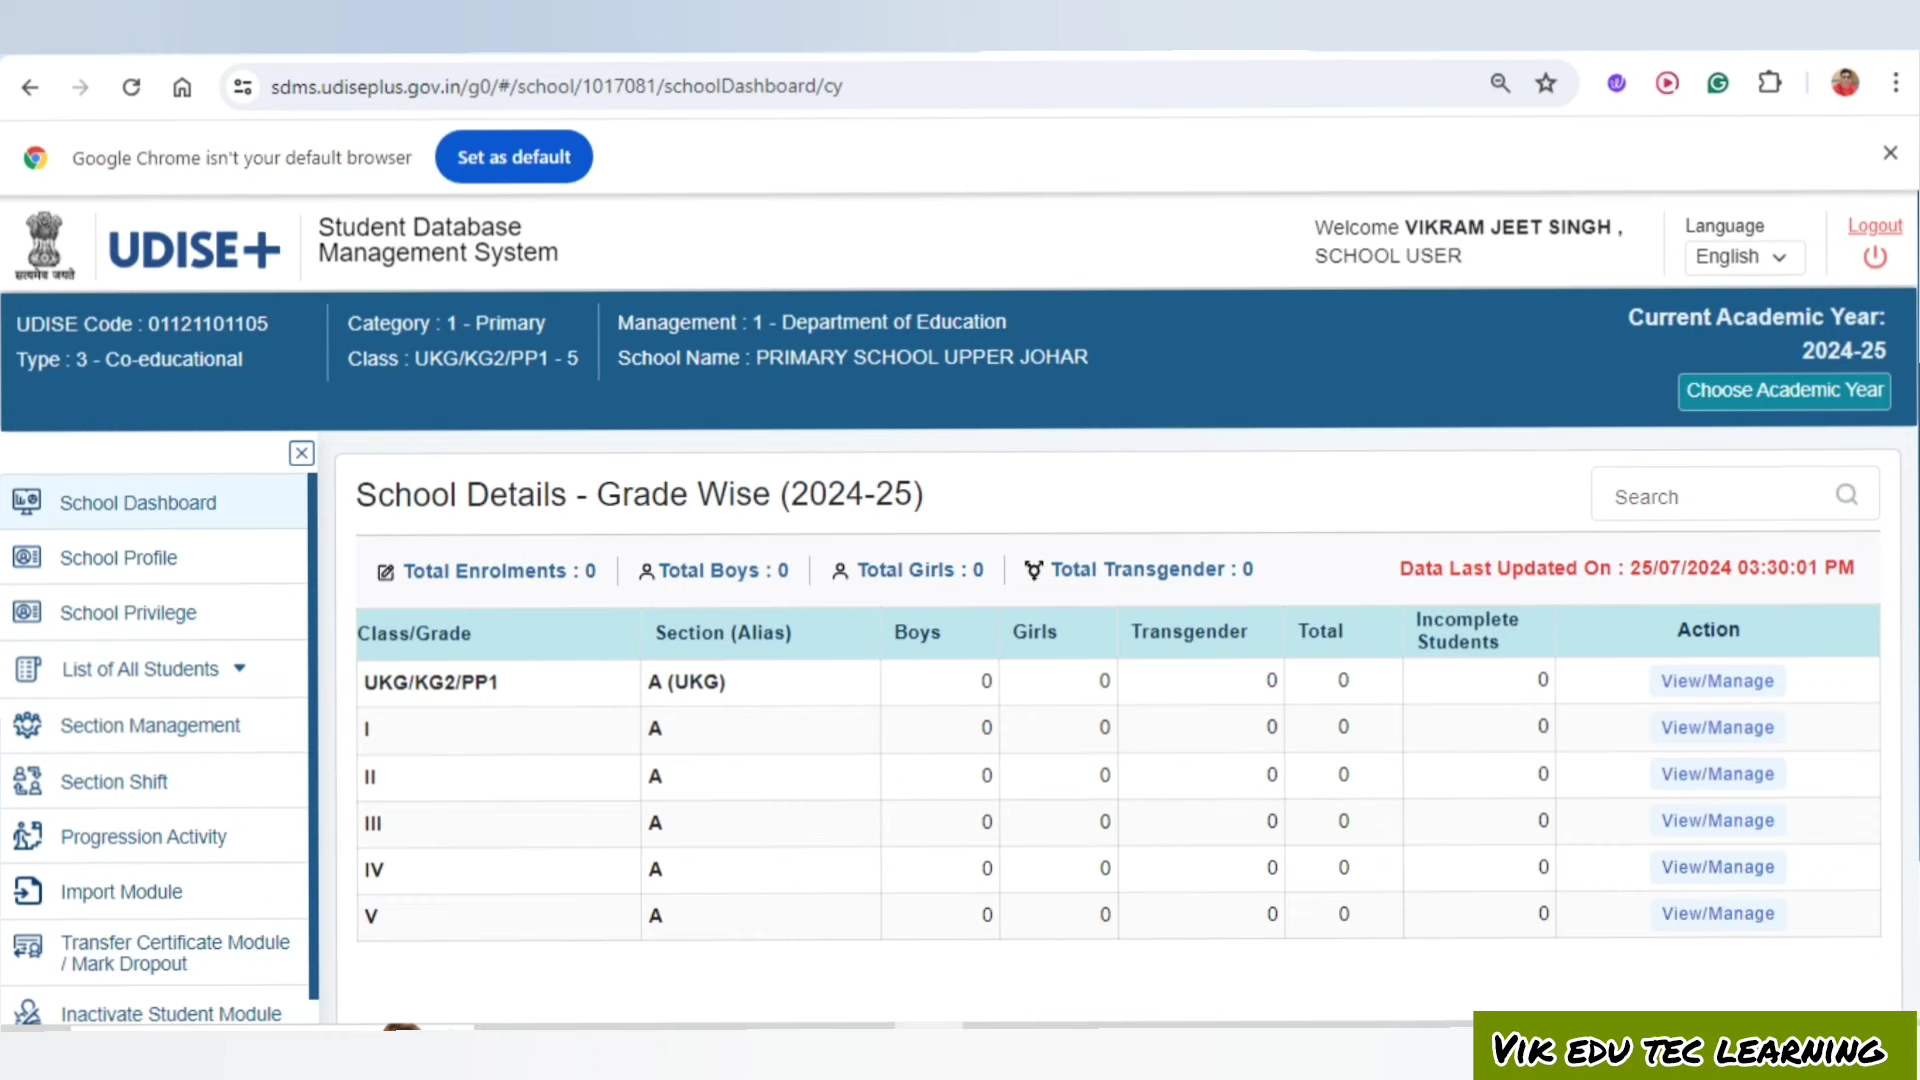 sdms.udiseplus.gov.in/g0/#/school/1017081/schoolDashboard/cy
Google Chrome isn't your default browser
Set as default
सत्यमेव जयते
UDISE+
Student Database
Management System
Welcome VIKRAM JEET SINGH ,
SCHOOL USER
Language
English
Logout
UDISE Code : 01121101105
Category : 1 - Primary
Management : 1 - Department of Education
Type : 3 - Co-educational
Class : UKG/KG2/PP1 - 5
School Name : PRIMARY SCHOOL UPPER JOHAR
Current Academic Year:
2024-25
Choose Academic Year
School Dashboard
School Profile
School Privilege
List of All Students
Section Management
Section Shift
Progression Activity
Import Module
Transfer Certificate Module
/ Mark Dropout
Inactivate Student Module
School Details - Grade Wise (2024-25)
Search
Total Enrolments : 0
Total Boys : 0
Total Girls : 0
Total Transgender : 0
Data Last Updated On : 25/07/2024 03:30:01 PM
Class/Grade Section (Alias) Boys Girls Transgender Total Incomplete Students Action
UKG/KG2/PP1 A (UKG) 0 0 0 0 0 View/Manage
I A 0 0 0 0 0 View/Manage
II A 0 0 0 0 0 View/Manage
III A 0 0 0 0 0 View/Manage
IV A 0 0 0 0 0 View/Manage
V A 0 0 0 0 0 View/Manage
VIK EDU TEC LEARNING